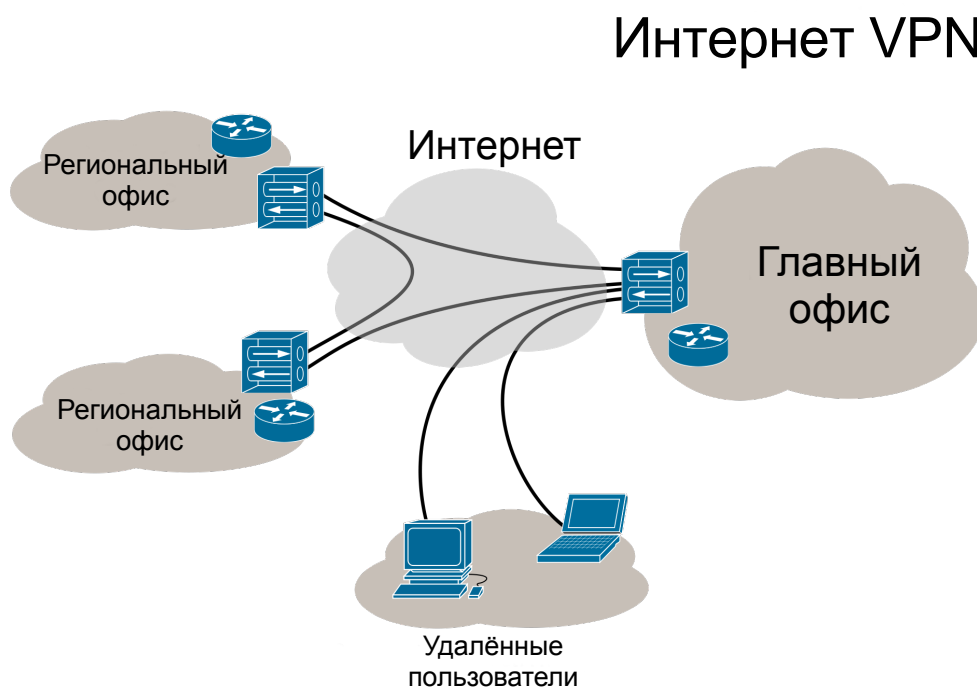 Интернет VPN
Интернет
Региональный
офис
Главный
офис
Региональный
офис
Удалённые
пользователи